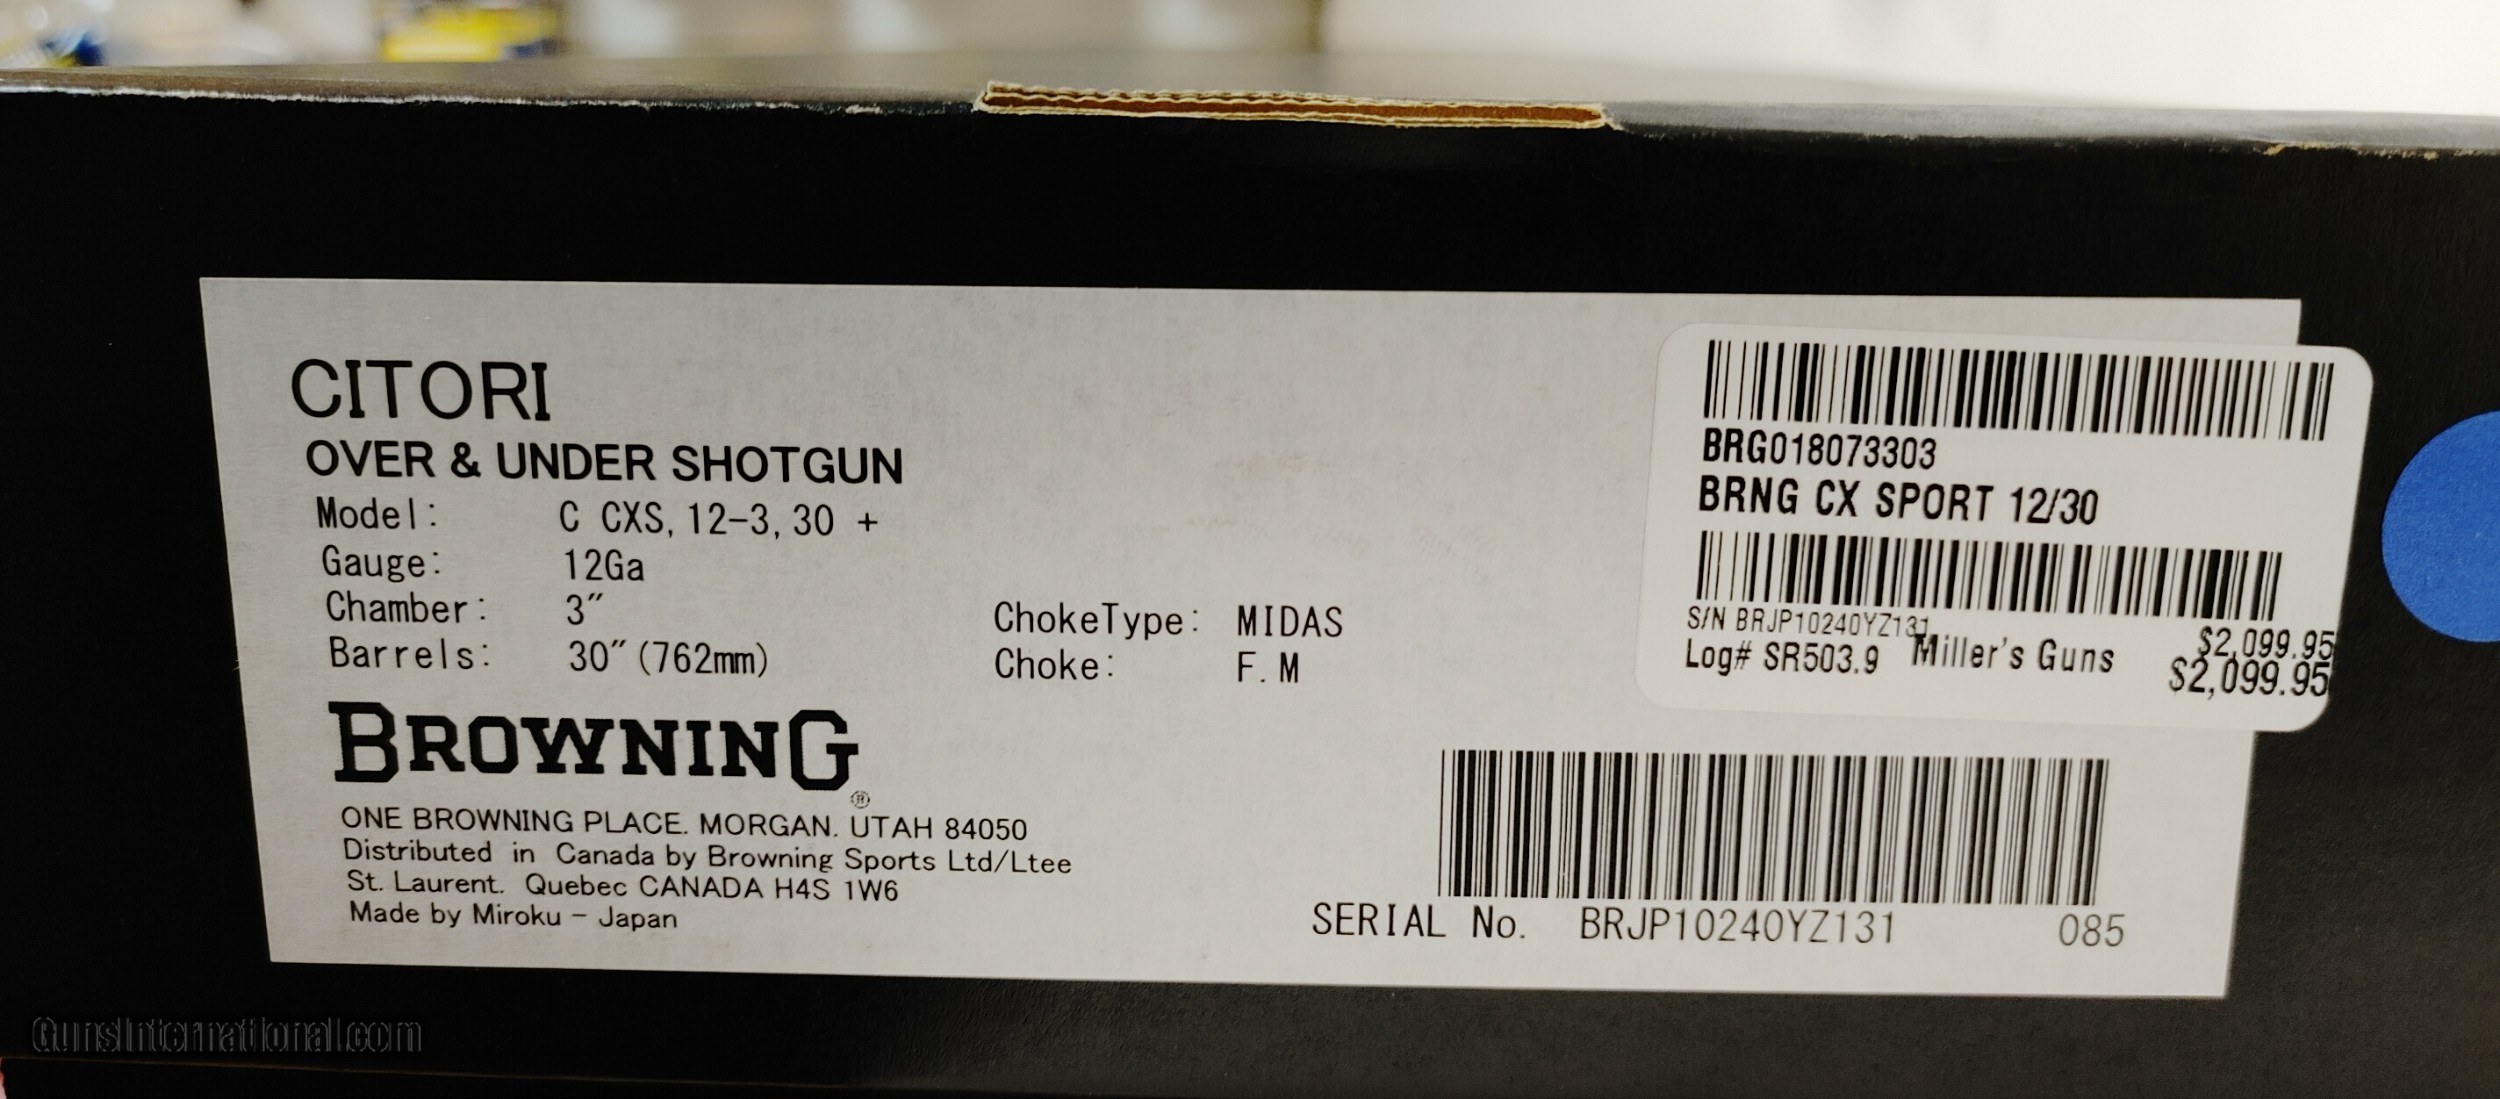 CITORI
OVER & UNDER SHOTGUN
Model: C CXS, 12-3, 30 +
Gauge: 12Ga
Chamber: 3"
Barrels: 30"(762mm)
ChokeType: MIDAS
Choke: F. M
BROWNING®
ONE BROWNING PLACE. MORGAN. UTAH 84050
Distributed in Canada by Browning Sports Ltd/Ltee
St. Laurent. Quebec CANADA H4S 1W6
Made by Miroku - Japan
BRG018073303
BRNG CX SPORT 12/30
S/N BRJP10240YZ131
$2,099.95
Log# SR503.9 Miller's Guns $2,099.95
SERIAL No. BRJP10240YZ131 085
GunsInternational.com